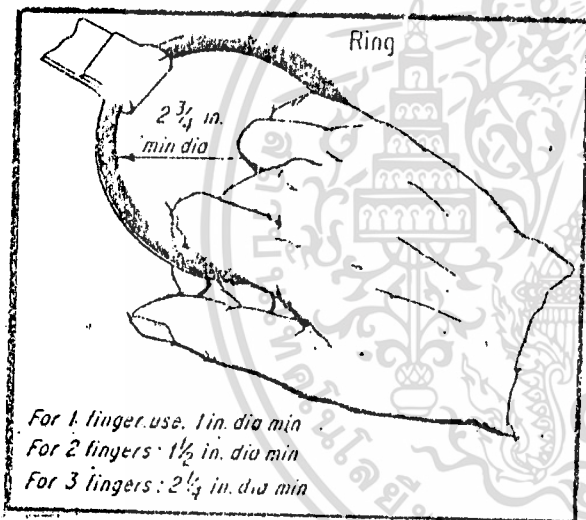 Ring
2 3/4 in.
min dia
For 1 finger use. 1 in. dia min
For 2 fingers: 1 1/2 in. dia min
For 3 fingers: 2 1/4 in. dia min